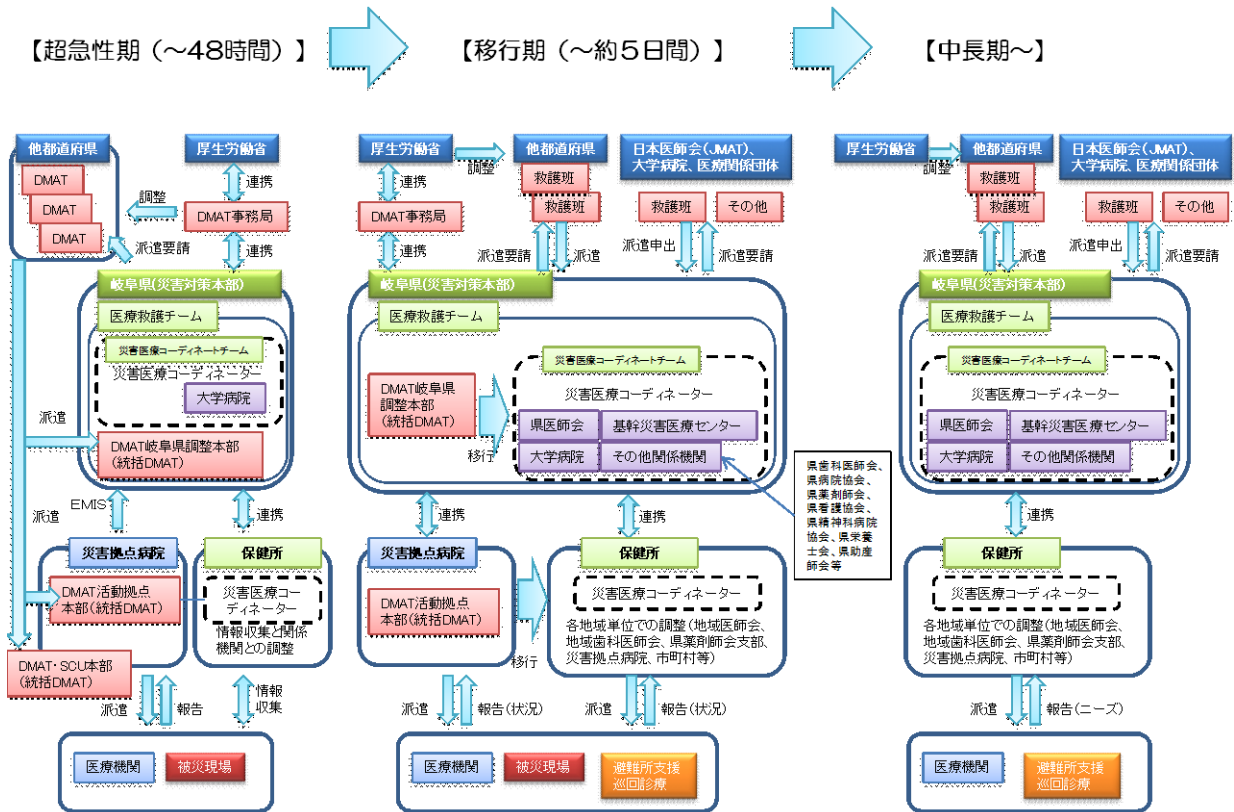 【超急性期（～48時間）】
【移行期（～約5日間）】
【中長期～】
他都道府県
DMAT
DMAT
DMAT
厚生労働省
連携
調整
DMAT事務局
派遣要請
連携
岐阜県(災害対策本部)
医療救護チーム
災害医療コーディネートチーム
災害医療コーディネーター
大学病院
派遣
DMAT岐阜県調整本部
(統括DMAT)
EMIS
派遣
連携
災害拠点病院
DMAT活動拠点
本部(統括DMAT)
保健所
災害医療コー
ディネーター
情報収集と関係
機関との調整
DMAT・SCU本部
(統括DMAT)
派遣
報告
情報
収集
医療機関
被災現場
厚生労働省
調整
連携
DMAT事務局
連携
他都道府県
救護班
救護班
派遣要請
派遣
日本医師会(JMAT)、
大学病院、医療関係団体
救護班
その他
派遣申出
派遣要請
岐阜県(災害対策本部)
医療救護チーム
DMAT岐阜県
調整本部
(統括DMAT)
移行
災害医療コーディネートチーム
災害医療コーディネーター
県医師会
基幹災害医療センター
大学病院
その他関係機関
県歯科医師会、
県病院協会、
県薬剤師会、
県看護協会、
県精神科病院
協会、県栄養
士会、県助産
師会等
連携
連携
災害拠点病院
DMAT活動拠点
本部(統括DMAT)
移行
保健所
災害医療コーディネーター
各地域単位での調整(地域医師会、
地域歯科医師会、県薬剤師会支部、
災害拠点病院、市町村等)
派遣
報告(状況)
派遣
報告(状況)
医療機関
被災現場
避難所支援
巡回診療
厚生労働省
調整
他都道府県
救護班
救護班
派遣要請
派遣
日本医師会(JMAT)、
大学病院、医療関係団体
救護班
その他
派遣申出
派遣要請
岐阜県(災害対策本部)
医療救護チーム
災害医療コーディネートチーム
災害医療コーディネーター
県医師会
基幹災害医療センター
大学病院
その他関係機関
連携
保健所
災害医療コーディネーター
各地域単位での調整(地域医師会、
地域歯科医師会、県薬剤師会支部、
災害拠点病院、市町村等)
派遣
報告(ニーズ)
医療機関
避難所支援
巡回診療